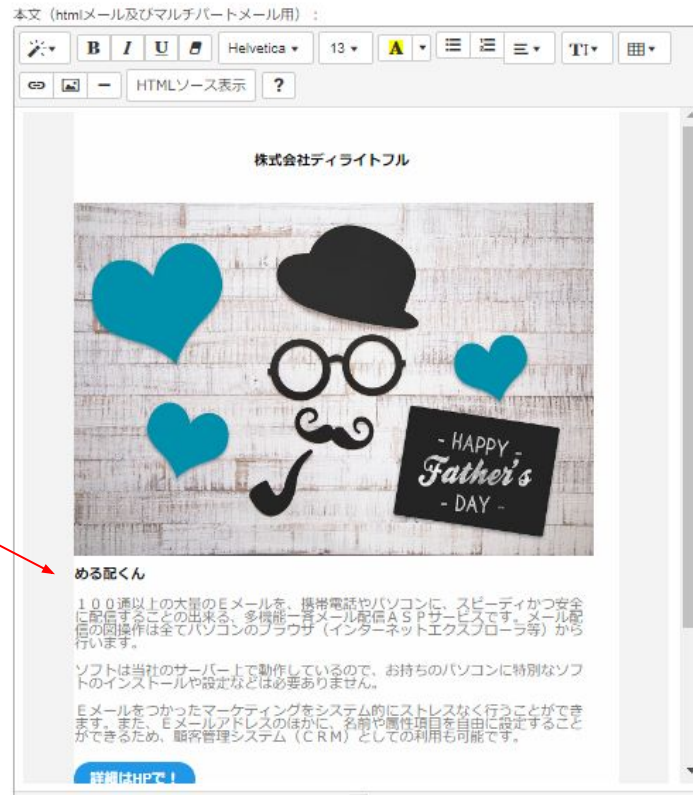 本文（htmlメール及びマルチパートメール用）：
B I U Helvetica 13 A TI
HTMLソース表示 ?
株式会社ディライトフル
- HAPPY -
Father's
- DAY -
める配くん
１００通以上の大量のＥメールを、携帯電話やパソコンに、スピーディかつ安全
に配信することの出来る、多機能一斉メール配信ＡＳＰサービスです。メール配
信の図操作は全てパソコンのブラウザ（インターネットエクスプローラ等）から
行います。
ソフトは当社のサーバー上で動作しているので、お持ちのパソコンに特別なソフ
トのインストールや設定などは必要ありません。
Ｅメールをつかったマーケティングをシステム的にストレスなく行うことができ
ます。また、Ｅメールアドレスのほかに、名前や属性項目を自由に設定すること
ができるため、顧客管理システム（ＣＲＭ）としての利用も可能です。
詳細はHPで！